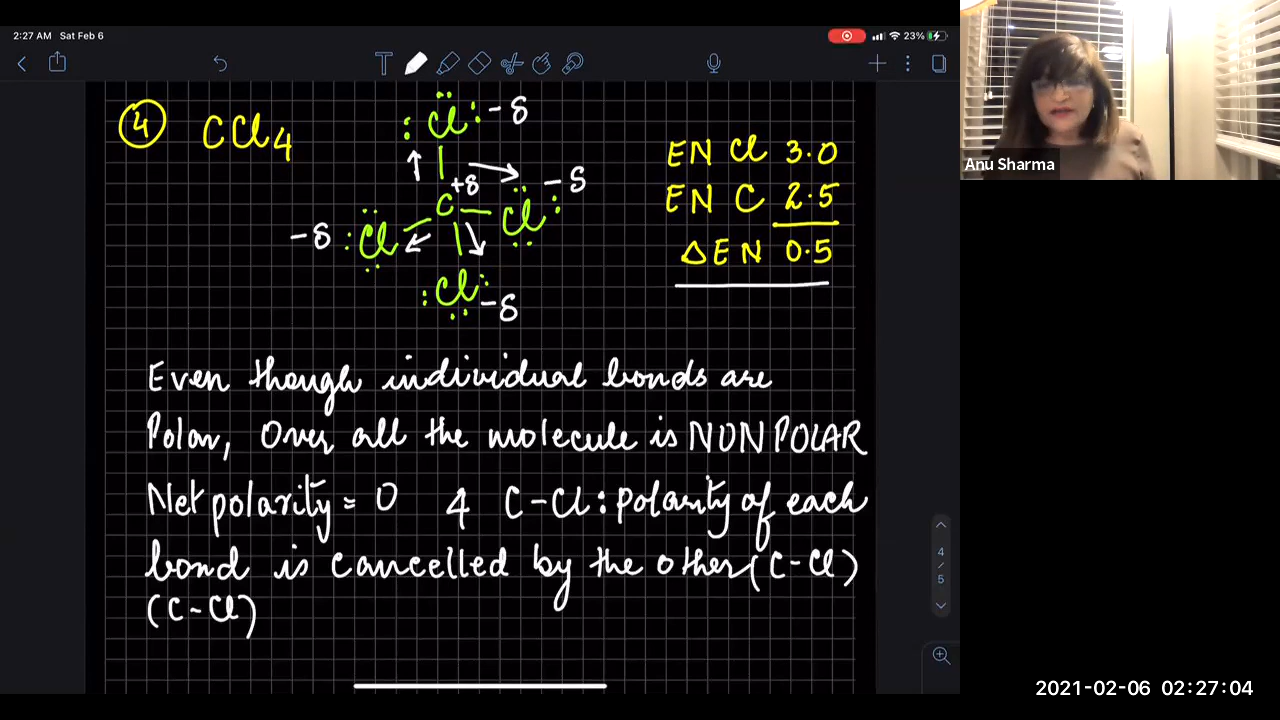 2:27 AM Sat Feb 6
23%
T
4 CCl4
Cl -δ
+δ
C
Cl -δ
-δ Cl
Cl -δ
EN Cl 3.0
EN C 2.5
ΔEN 0.5
Even though individual bonds are
Polar, Over all the molecule is NONPOLAR
Net polarity = 0 4 C-Cl: polarity of each
bond is cancelled by the other (C-Cl)
(C-Cl)
4
/
5
Anu Sharma
2021-02-06 02:27:04